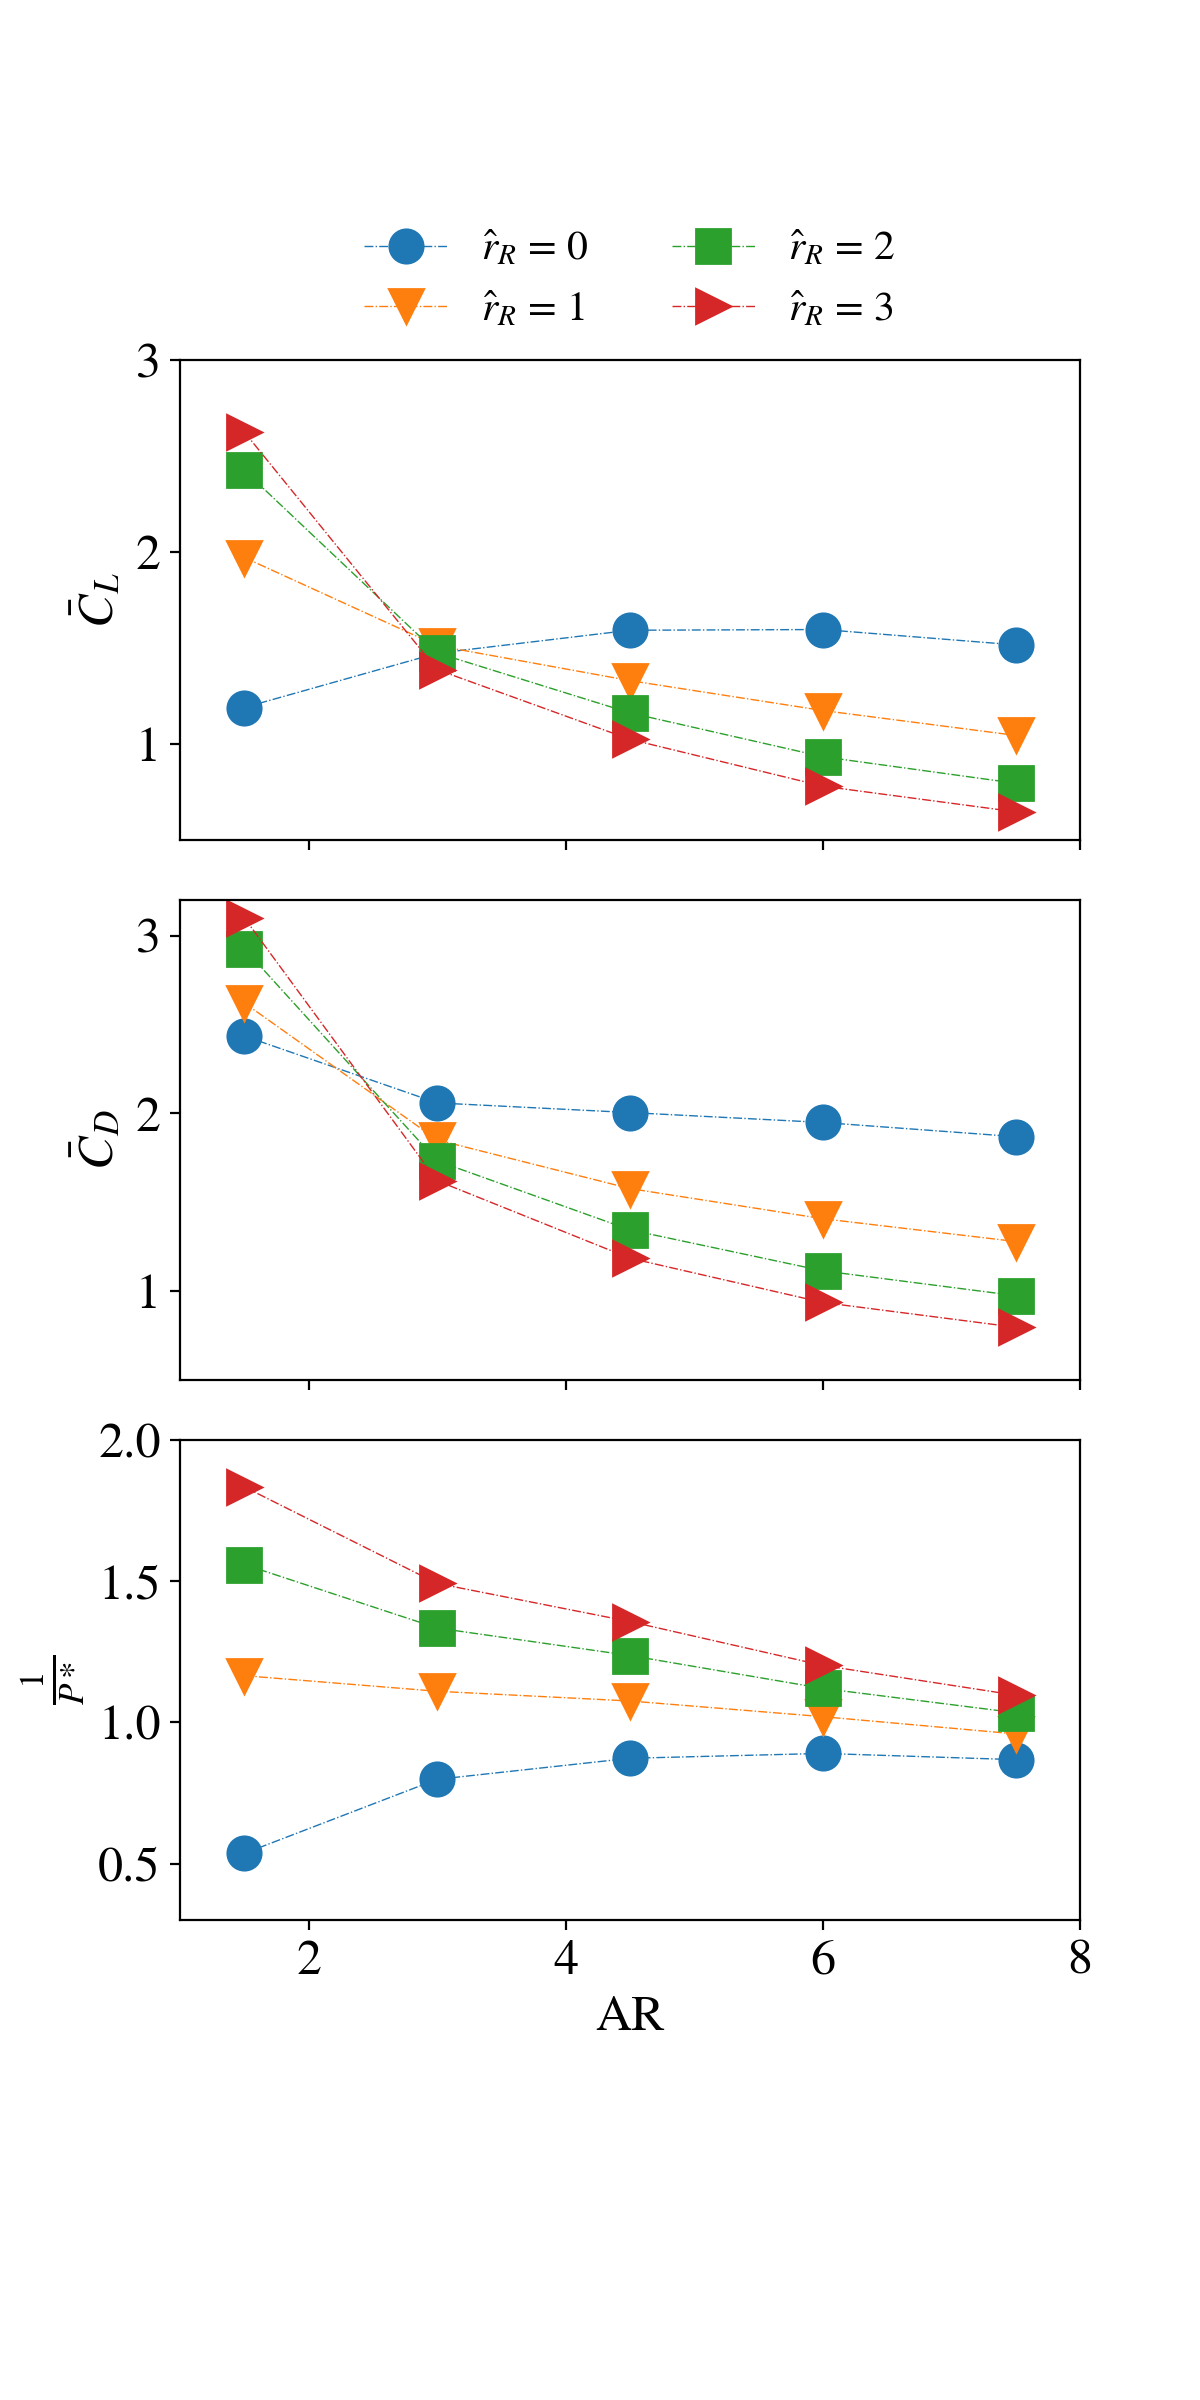 r̂_R = 0
r̂_R = 2
r̂_R = 1
r̂_R = 3
3
2
1
C̄_L
3
2
1
C̄_D
2.0
1.5
1.0
0.5
1/P*
2 4 6 8
AR